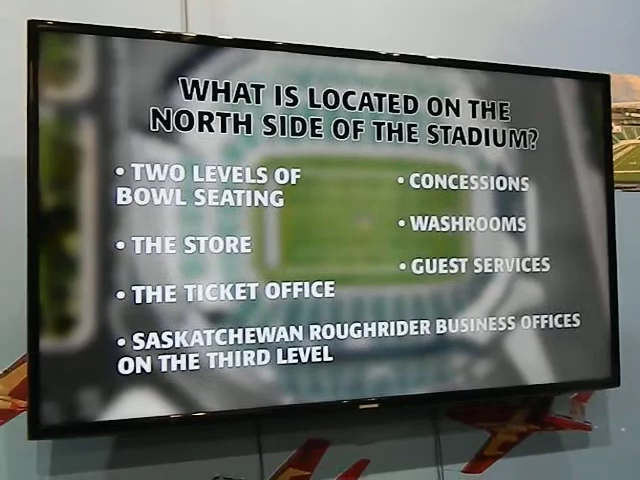 WHAT IS LOCATED ON THE
NORTH SIDE OF THE STADIUM?
• TWO LEVELS OF
BOWL SEATING
• THE STORE
• THE TICKET OFFICE
• SASKATCHEWAN ROUGHRIDER BUSINESS OFFICES
ON THE THIRD LEVEL
• CONCESSIONS
• WASHROOMS
• GUEST SERVICES